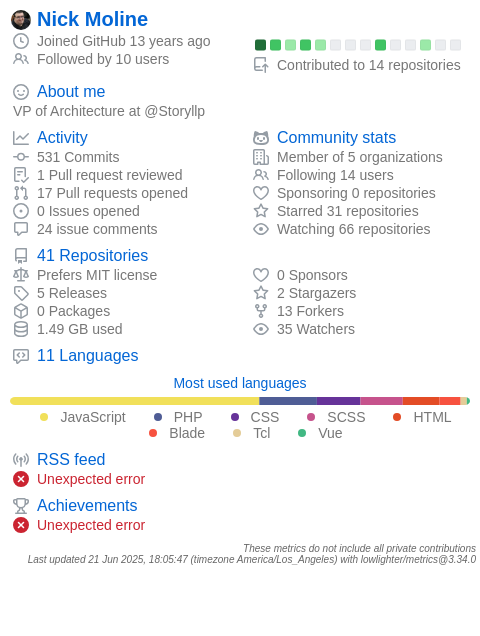 Nick Moline
Joined GitHub 13 years ago
Followed by 10 users
Contributed to 14 repositories
About me
VP of Architecture at @Storyllp
Activity
531 Commits
1 Pull request reviewed
17 Pull requests opened
0 Issues opened
24 issue comments
Community stats
Member of 5 organizations
Following 14 users
Sponsoring 0 repositories
Starred 31 repositories
Watching 66 repositories
41 Repositories
Prefers MIT license
5 Releases
0 Packages
1.49 GB used
0 Sponsors
2 Stargazers
13 Forkers
35 Watchers
11 Languages
Most used languages
JavaScript PHP CSS SCSS HTML
Blade Tcl Vue
RSS feed
Unexpected error
Achievements
Unexpected error
These metrics do not include all private contributions
Last updated 21 Jun 2025, 18:05:47 (timezone America/Los_Angeles) with lowlighter/metrics@3.34.0